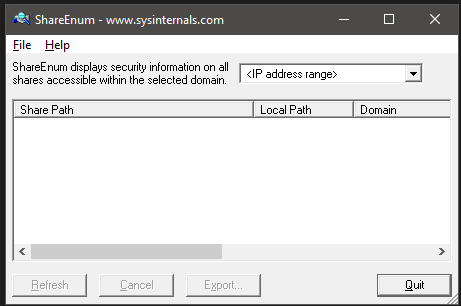 ShareEnum - www.sysinternals.com
File Help
ShareEnum displays security information on all
shares accessible within the selected domain.
<IP address range>
Share Path Local Path Domain
Refresh Cancel Export... Quit